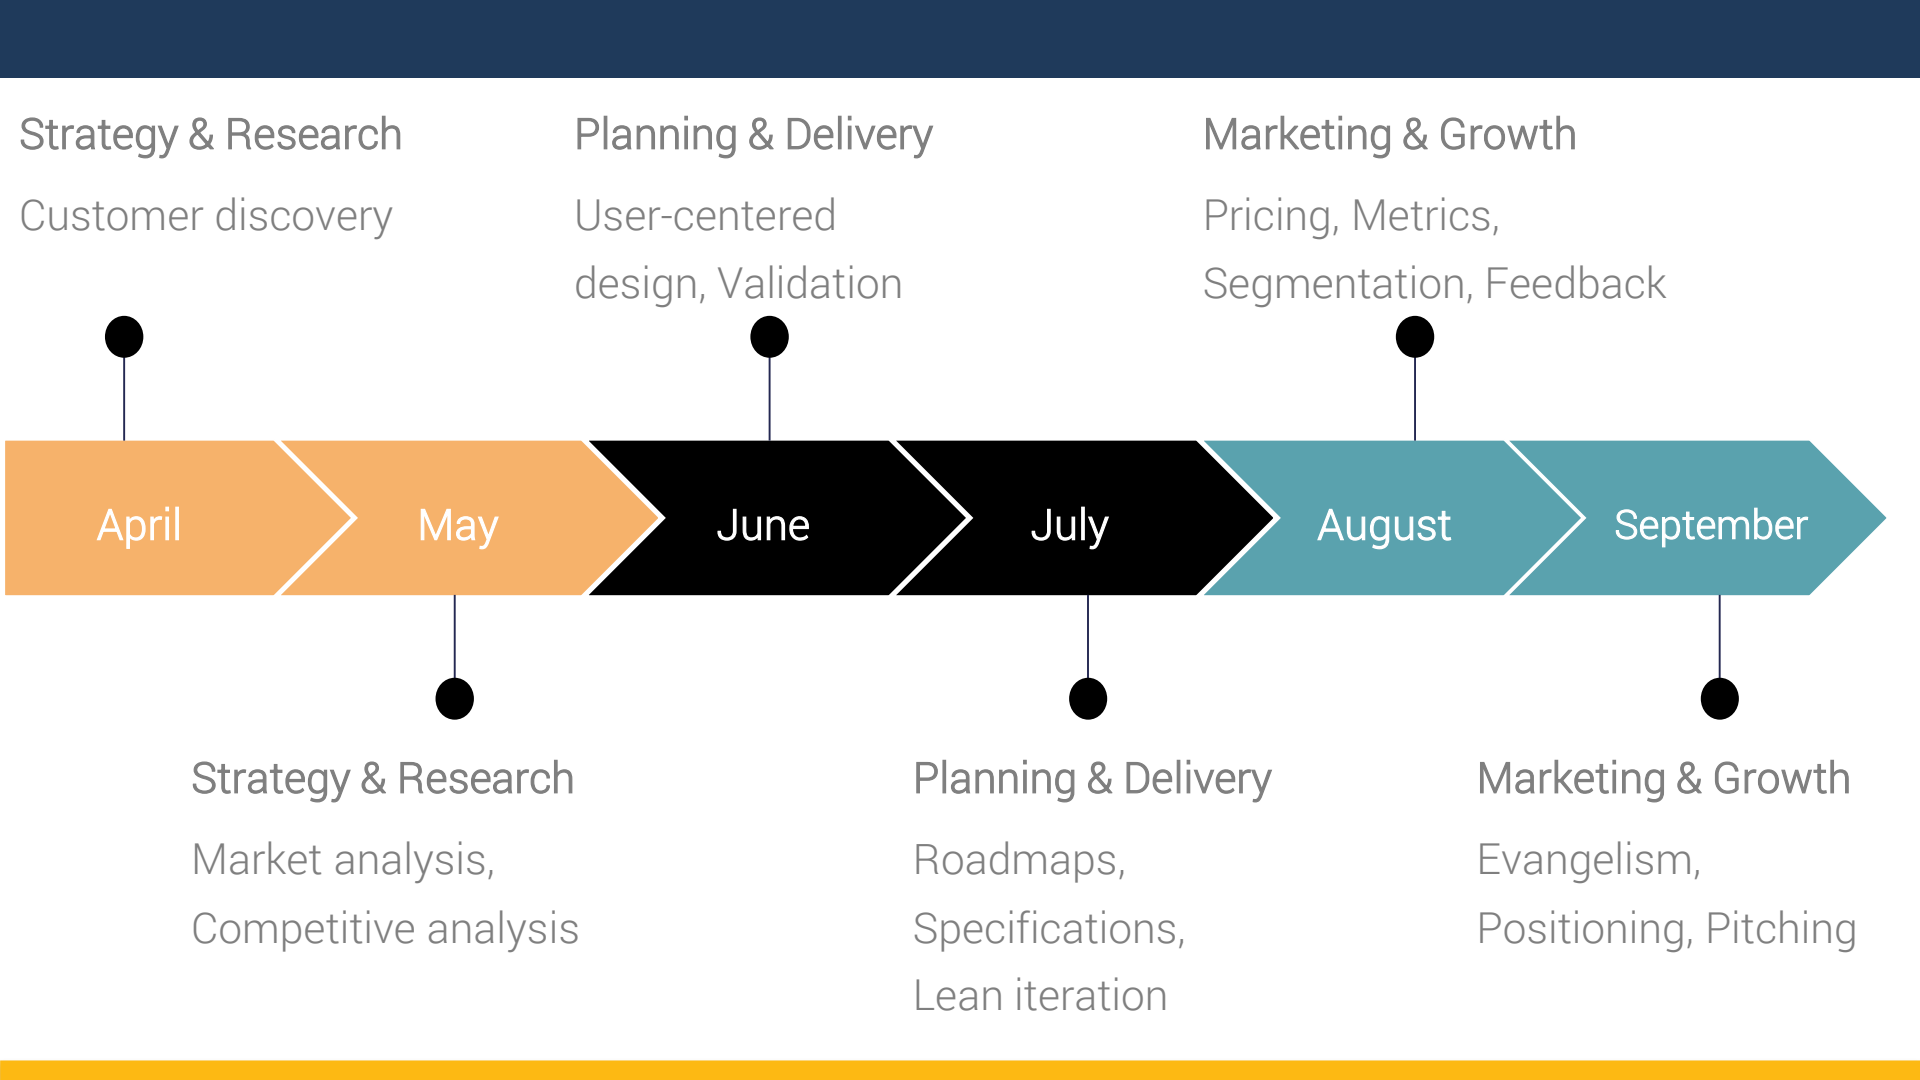 Strategy & Research
Customer discovery
Planning & Delivery
User-centered
design, Validation
Marketing & Growth
Pricing, Metrics,
Segmentation, Feedback
April
May
June
July
August
September
Strategy & Research
Market analysis,
Competitive analysis
Planning & Delivery
Roadmaps,
Specifications,
Lean iteration
Marketing & Growth
Evangelism,
Positioning, Pitching